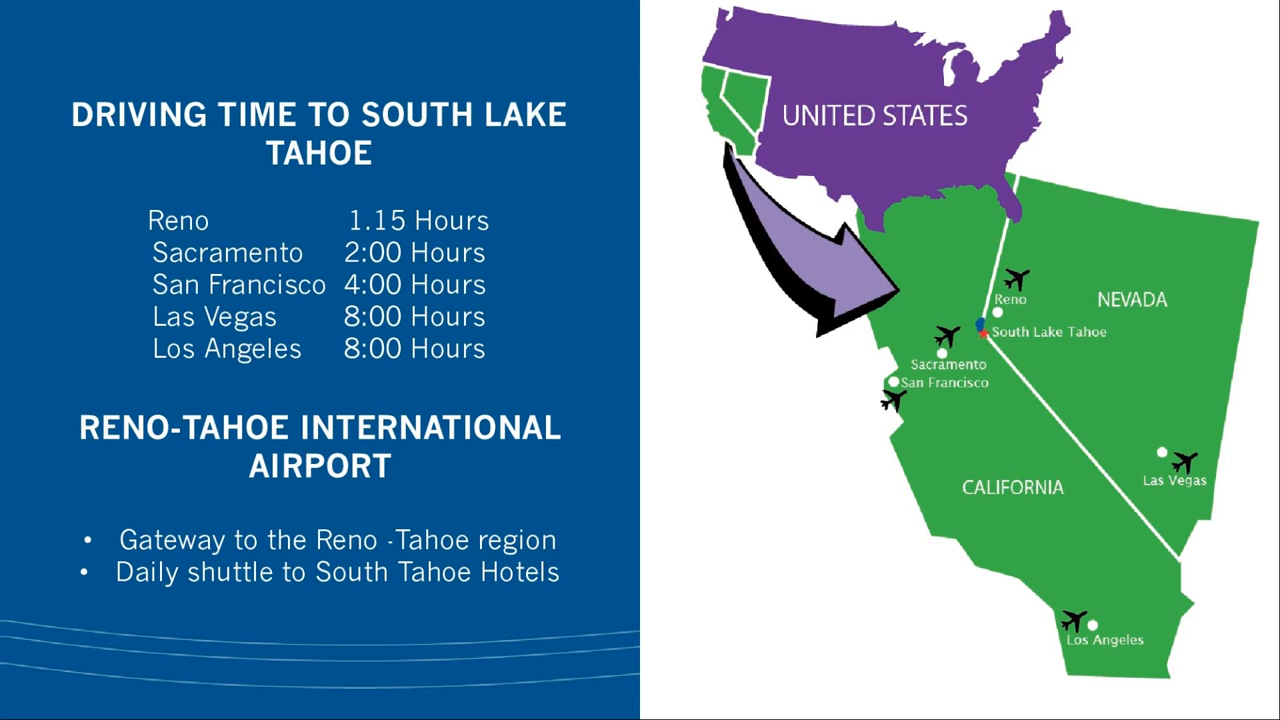 DRIVING TIME TO SOUTH LAKE
TAHOE
Reno 1.15 Hours
Sacramento 2:00 Hours
San Francisco 4:00 Hours
Las Vegas 8:00 Hours
Los Angeles 8:00 Hours
RENO-TAHOE INTERNATIONAL
AIRPORT
• Gateway to the Reno -Tahoe region
• Daily shuttle to South Tahoe Hotels
UNITED STATES
Reno
NEVADA
South Lake Tahoe
Sacramento
San Francisco
Las Vegas
CALIFORNIA
Los Angeles